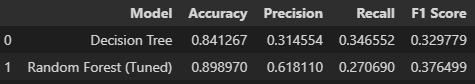 Model Accuracy Precision Recall F1 Score
0 Decision Tree 0.841267 0.314554 0.346552 0.329779
1 Random Forest (Tuned) 0.898970 0.618110 0.270690 0.376499